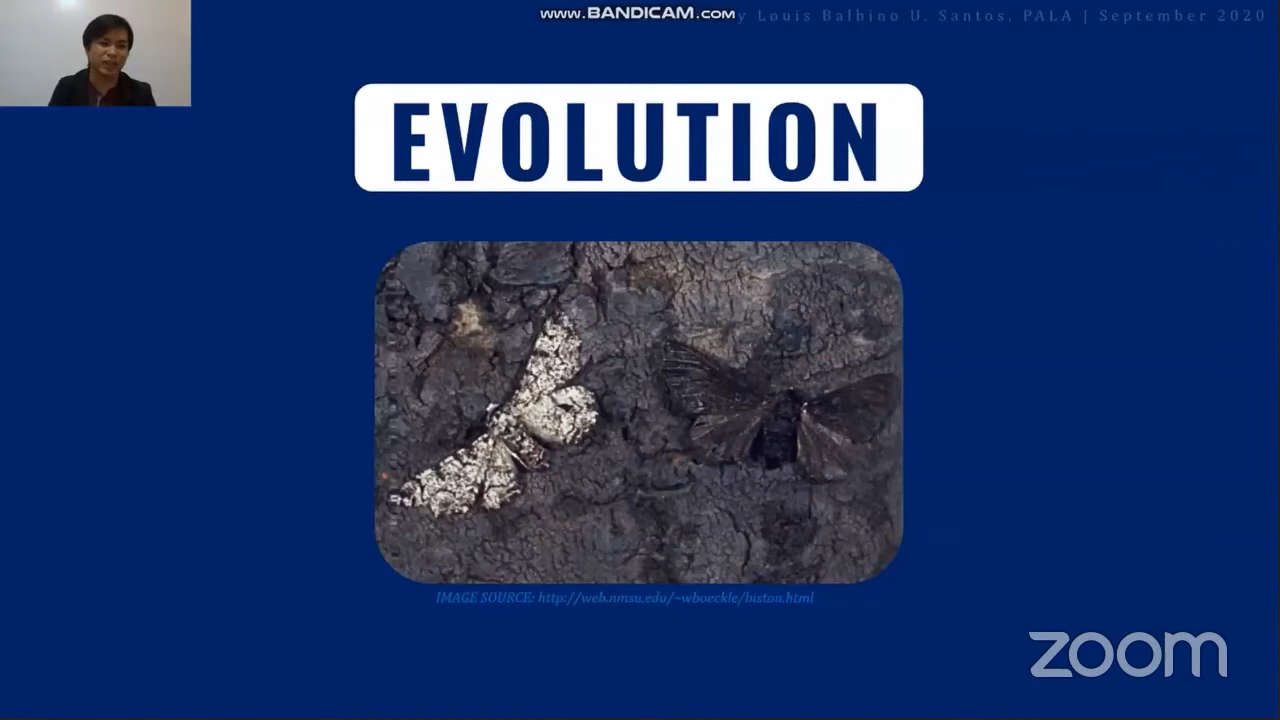 www.BANDICAM.com
y Louis Balbino U. Santos, PALA | September 2020
EVOLUTION
IMAGE SOURCE: http://web.nmsu.edu/~wboeckle/biston.html
zoom